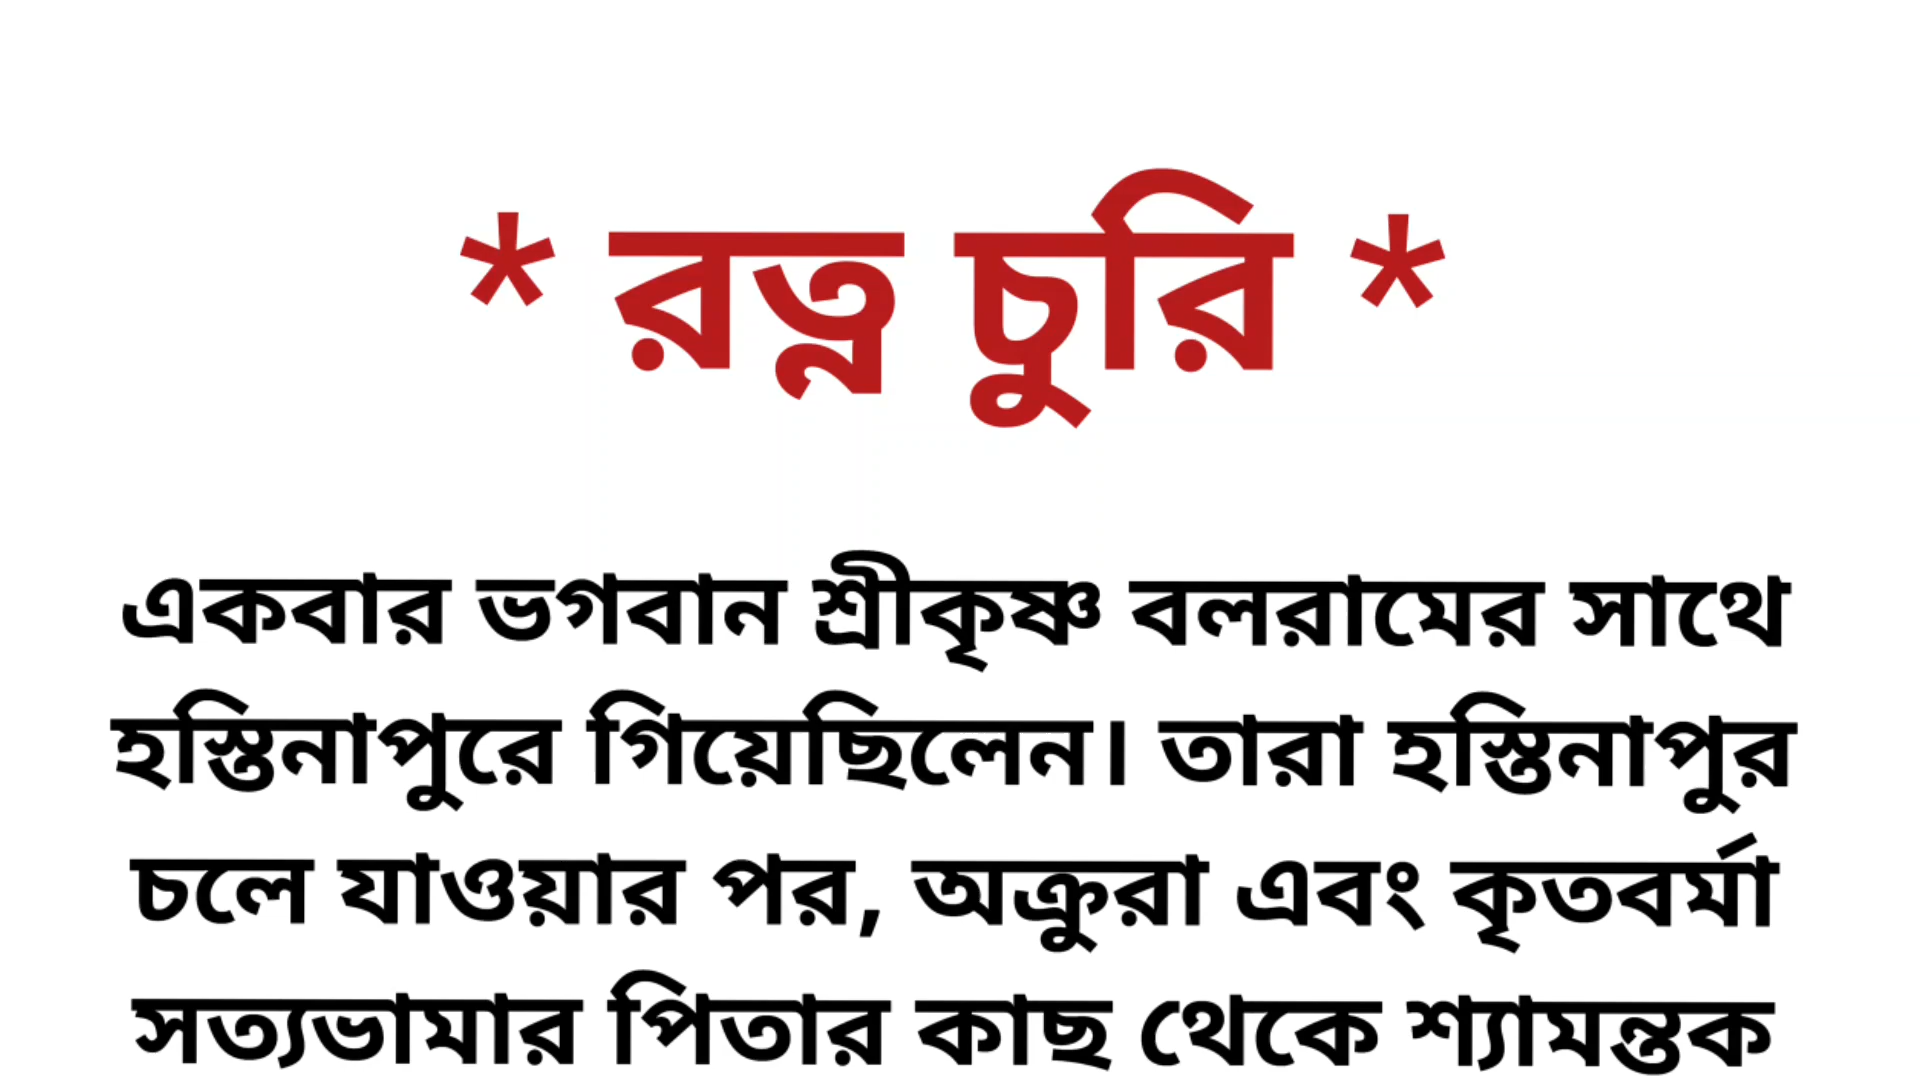 * রত্ন চুরি *
একবার ভগবান শ্রীকৃষ্ণ বলরামের সাথে
হস্তিনাপুরে গিয়েছিলেন। তারা হস্তিনাপুর
চলে যাওয়ার পর, অক্রুরা এবং কৃতবর্মা
সত্যভামার পিতার কাছ থেকে শ্যামন্তক